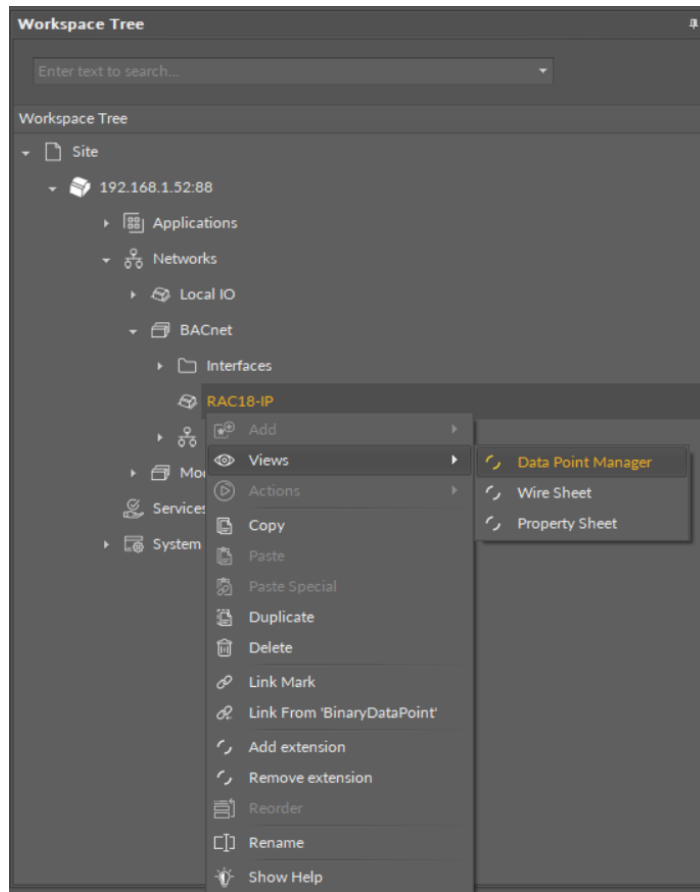 Workspace Tree
Enter text to search...
Workspace Tree
Site
192.168.1.52:88
Applications
Networks
Local IO
BACnet
Interfaces
RAC18-IP
Add
Views
Data Point Manager
Wire Sheet
Property Sheet
Actions
Services
System
Copy
Paste
Paste Special
Duplicate
Delete
Link Mark
Link From 'BinaryDataPoint'
Add extension
Remove extension
Reorder
Rename
Show Help